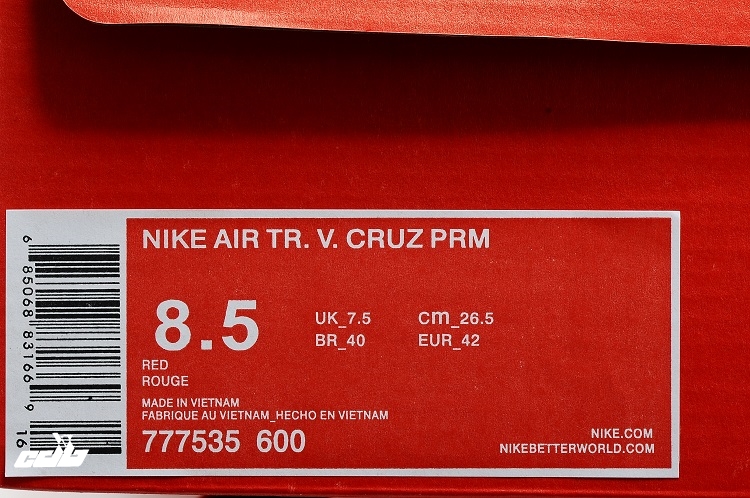 NIKE AIR TR. V. CRUZ PRM
8.5
UK_7.5 cm_26.5
BR_40 EUR_42
RED
ROUGE
MADE IN VIETNAM
FABRIQUE AU VIETNAM_HECHO EN VIETNAM
777535 600
NIKE.COM
NIKEBETTERWORLD.COM
6 85068 83166 9 16